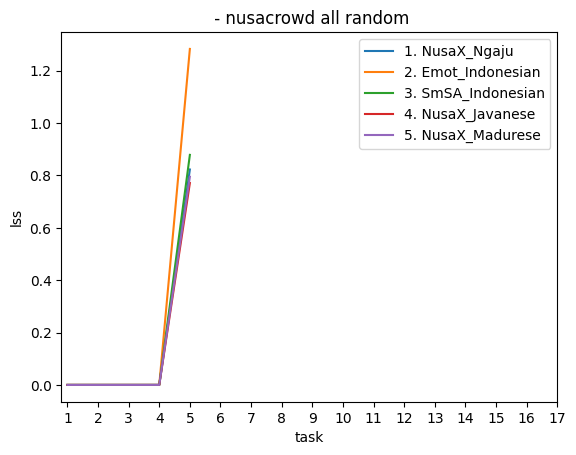 - nusacrowd all random
1. NusaX_Ngaju
2. Emot_Indonesian
3. SmSA_Indonesian
4. NusaX_Javanese
5. NusaX_Madurese
lss
1.2
1.0
0.8
0.6
0.4
0.2
0.0
1 2 3 4 5 6 7 8 9 10 11 12 13 14 15 16 17
task